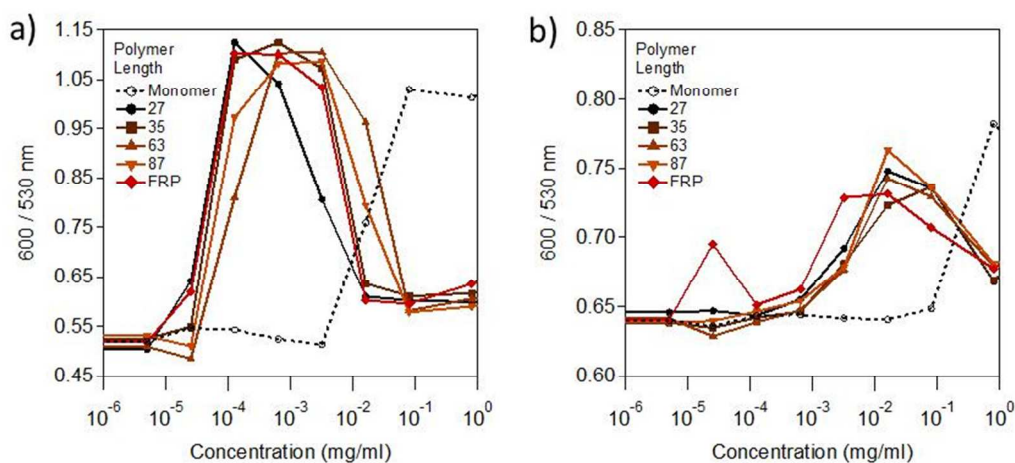 a)
1.15
1.05
0.95
0.85
0.75
0.65
0.55
0.45
600 / 530 nm
Polymer
Length
Monomer
27
35
63
87
FRP
10-6 10-5 10-4 10-3 10-2 10-1 100
Concentration (mg/ml)
b)
0.85
0.80
0.75
0.70
0.65
0.60
600 / 530 nm
Polymer
Length
Monomer
27
35
63
87
FRP
10-6 10-5 10-4 10-3 10-2 10-1 100
Concentration (mg/ml)